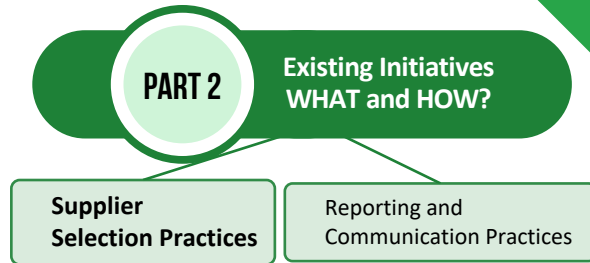 PART 2
Existing Initiatives
WHAT and HOW?
Supplier
Selection Practices
Reporting and
Communication Practices